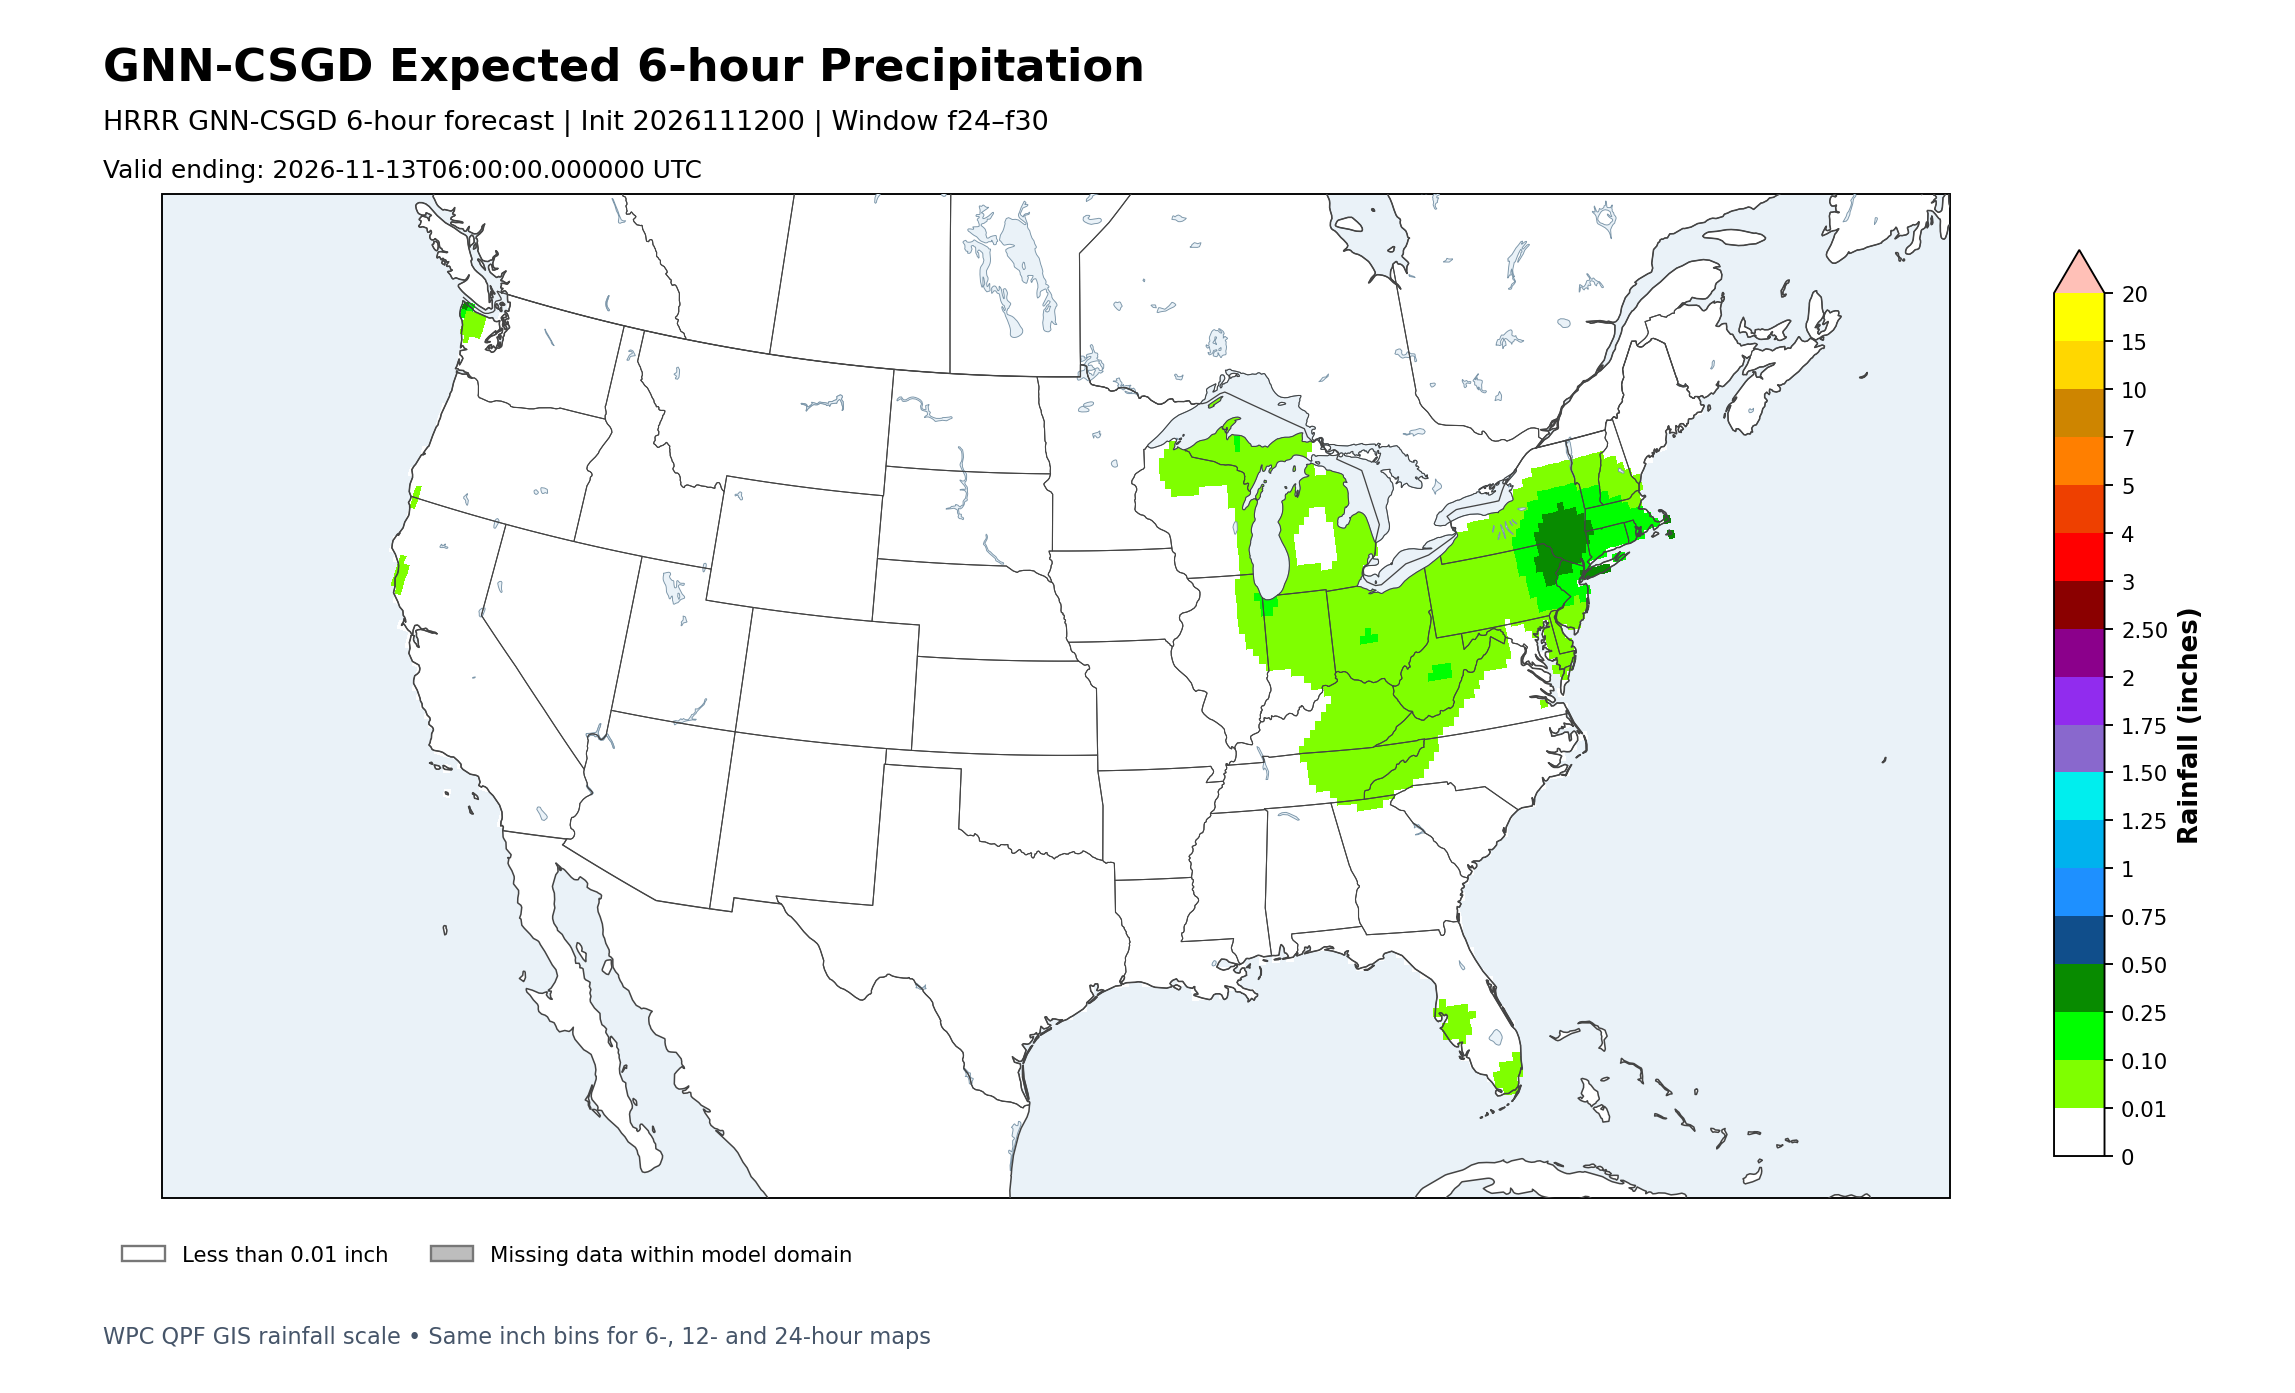 GNN-CSGD Expected 6-hour Precipitation
HRRR GNN-CSGD 6-hour forecast | Init 2026111200 | Window f24–f30
Valid ending: 2026-11-13T06:00:00.000000 UTC
20
15
10
7
5
4
3
2.50
2
1.75
1.50
1.25
1
0.75
0.50
0.25
0.10
0.01
0
Rainfall (inches)
Less than 0.01 inch
Missing data within model domain
WPC QPF GIS rainfall scale • Same inch bins for 6-, 12- and 24-hour maps